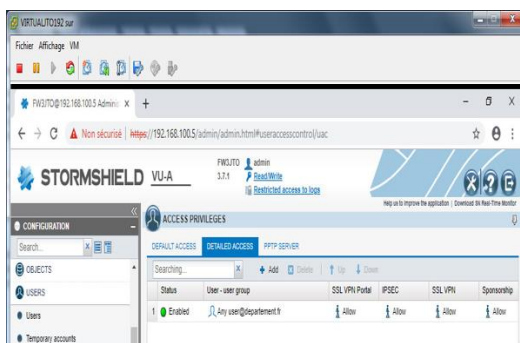 VIRTUALITO192 sur
Fichier Affichage VM
FW3JTO@192.168.100.5 Adminis
Non sécurisé | https://192.168.100.5/admin/admin.html#useraccesscontrol/uac
STORMSHIELD
VU-A
FW3JTO admin
3.7.1 Read/Write
Restricted access to logs
Help us to improve the application | Download SN Real-Time Monitor
CONFIGURATION
ACCESS PRIVILEGES
Search...
DEFAULT ACCESS DETAILED ACCESS PPTP SERVER
OBJECTS
Searching... Add Delete Up Down
USERS
Status User - user group SSL VPN Portal IPSEC SSL VPN Sponsorship
Users
1 Enabled Any user@departement.fr Allow Allow Allow Allow
Temporary accounts